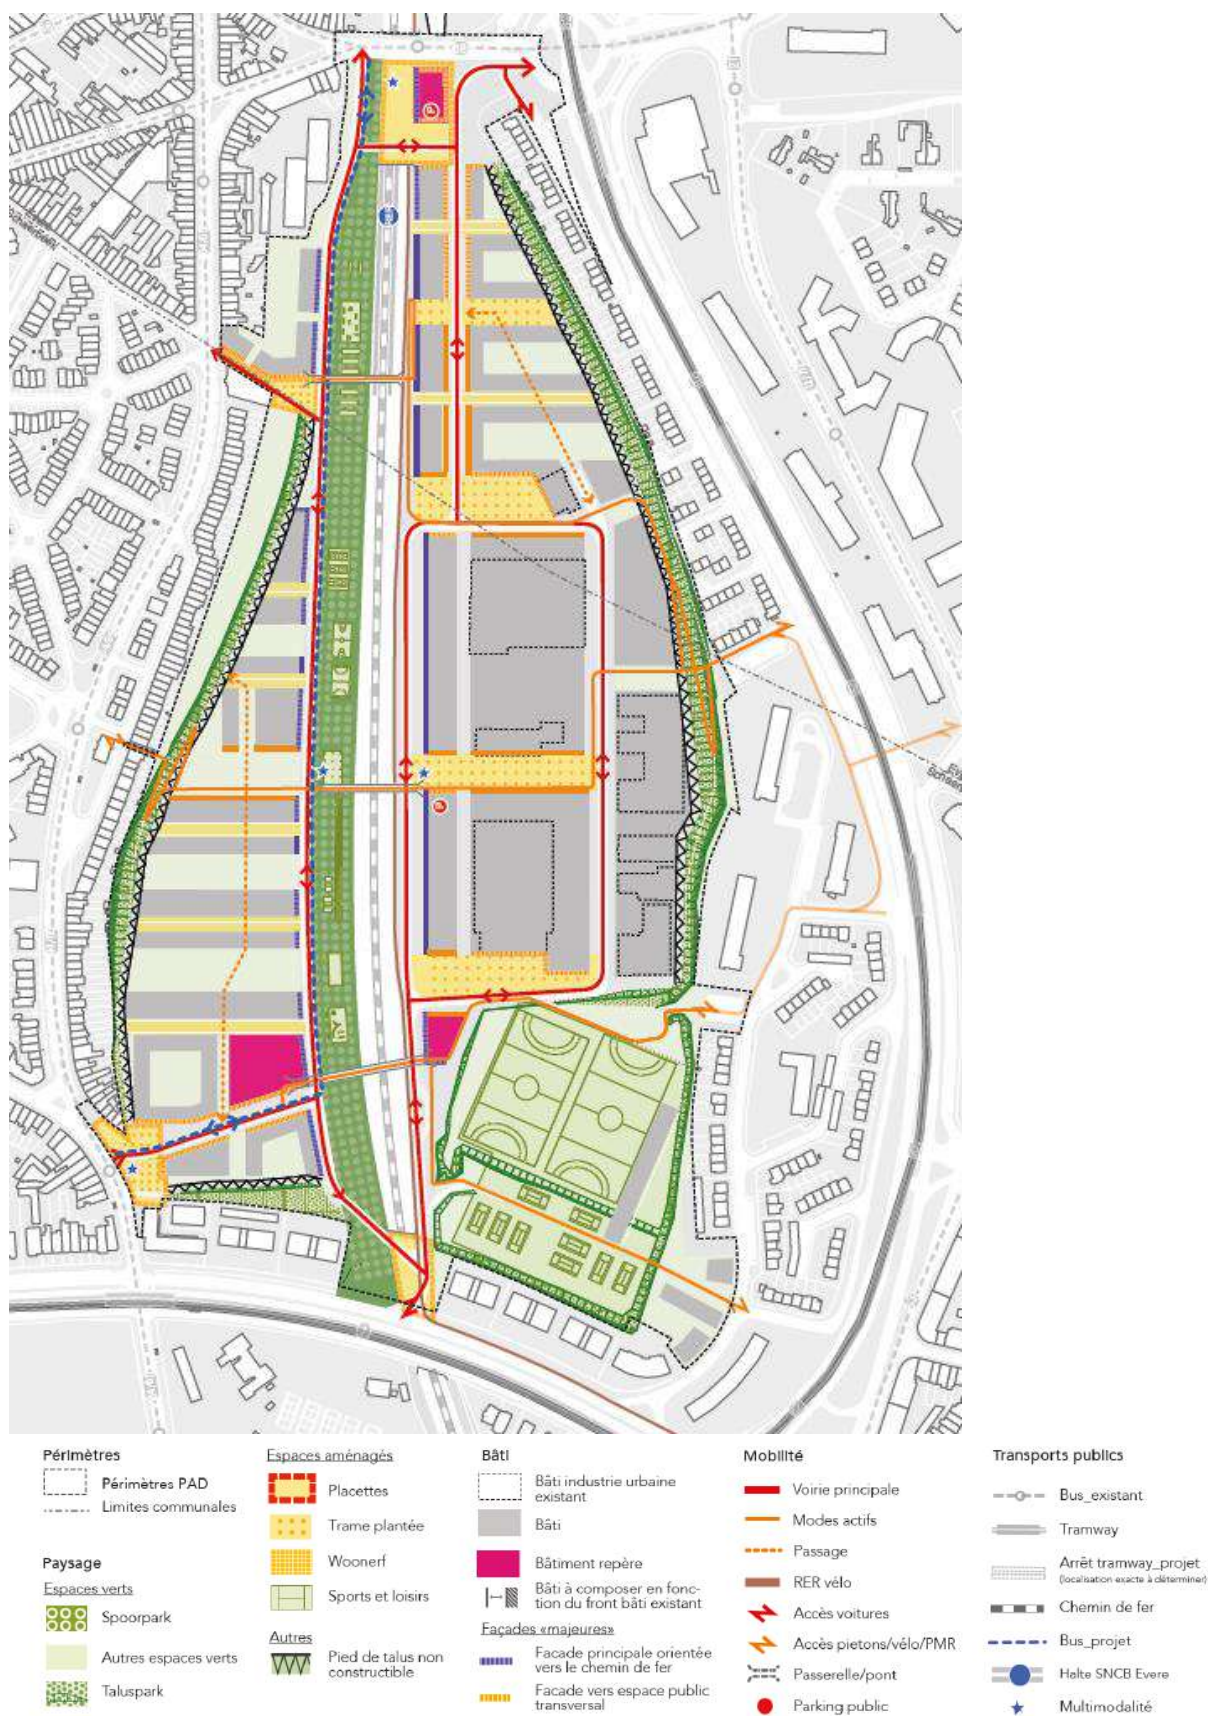 Périmètres
Périmètres PAD
Limites communales
Paysage
Espaces verts
Spoorpark
Autres espaces verts
Taluspark
Espaces aménagés
Placettes
Trame plantée
Woonerf
Sports et loisirs
Autres
Pied de talus non
constructible
Bâti
Bâti industrie urbaine
existant
Bâti
Bâtiment repère
Bâti à composer en fonc-
tion du front bâti existant
Façades «majeures»
Facade principale orientée
vers le chemin de fer
Facade vers espace public
transversal
Mobilité
Voirie principale
Modes actifs
Passage
RER vélo
Accès voitures
Accès pietons/vélo/PMR
Passerelle/pont
Parking public
Transports publics
Bus_existant
Tramway
Arrêt tramway_projet
(localisation exacte à déterminer)
Chemin de fer
Bus_projet
Halte SNCB Evere
Multimodalité